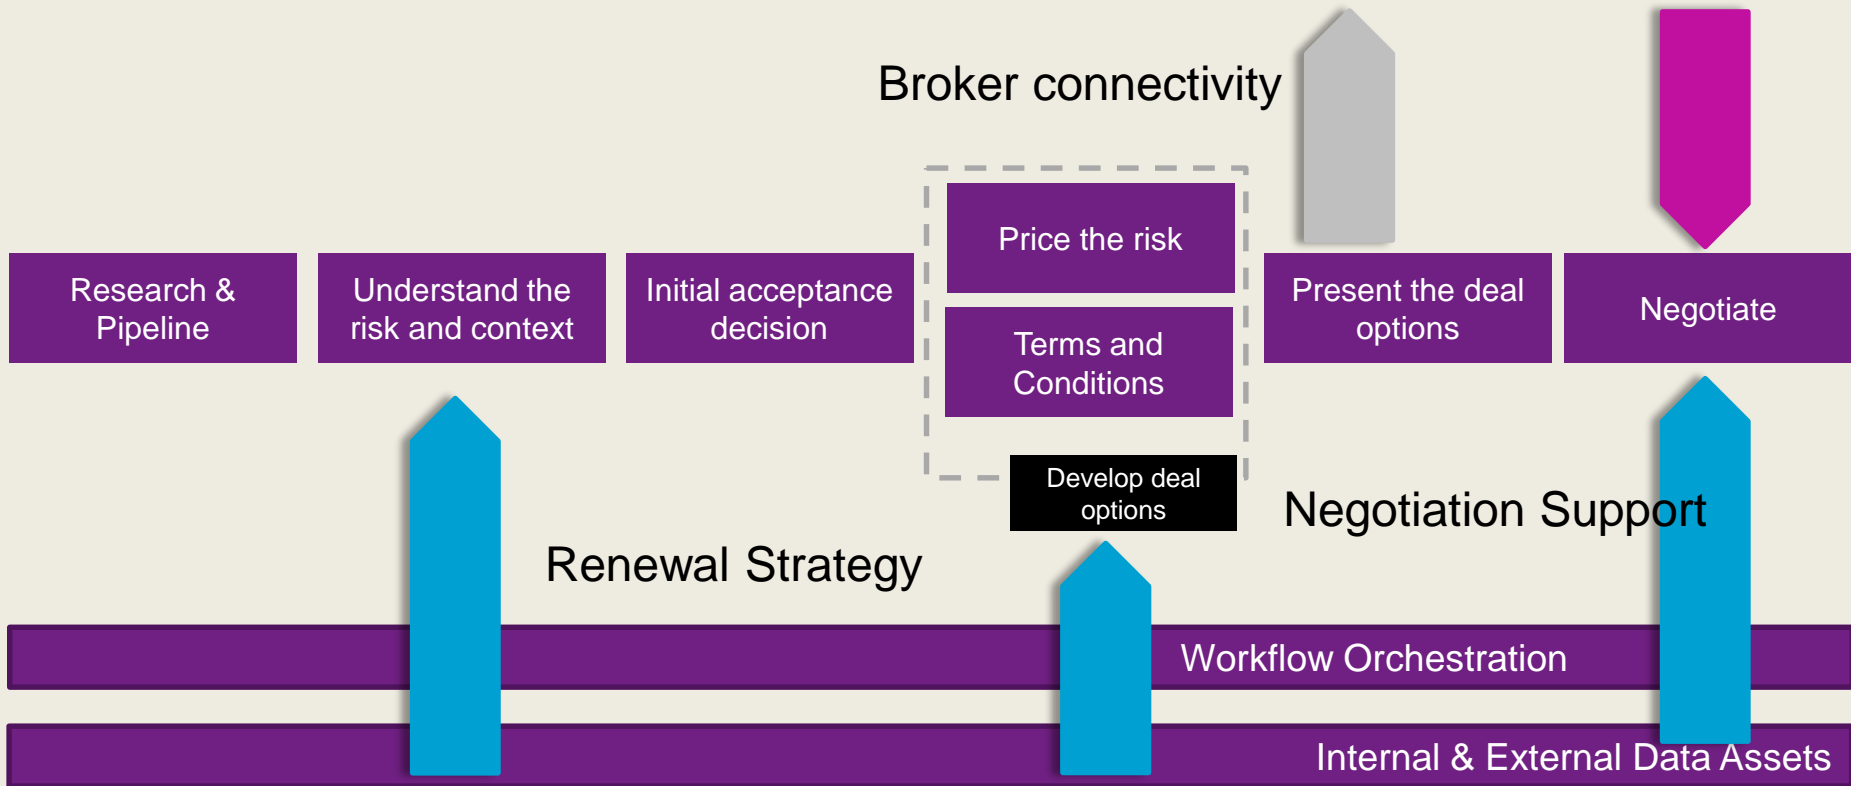 Broker connectivity
Research &
Pipeline
Understand the
risk and context
Initial acceptance
decision
Price the risk
Terms and
Conditions
Develop deal
options
Present the deal
options
Negotiate
Renewal Strategy
Negotiation Support
Workflow Orchestration
Internal & External Data Assets